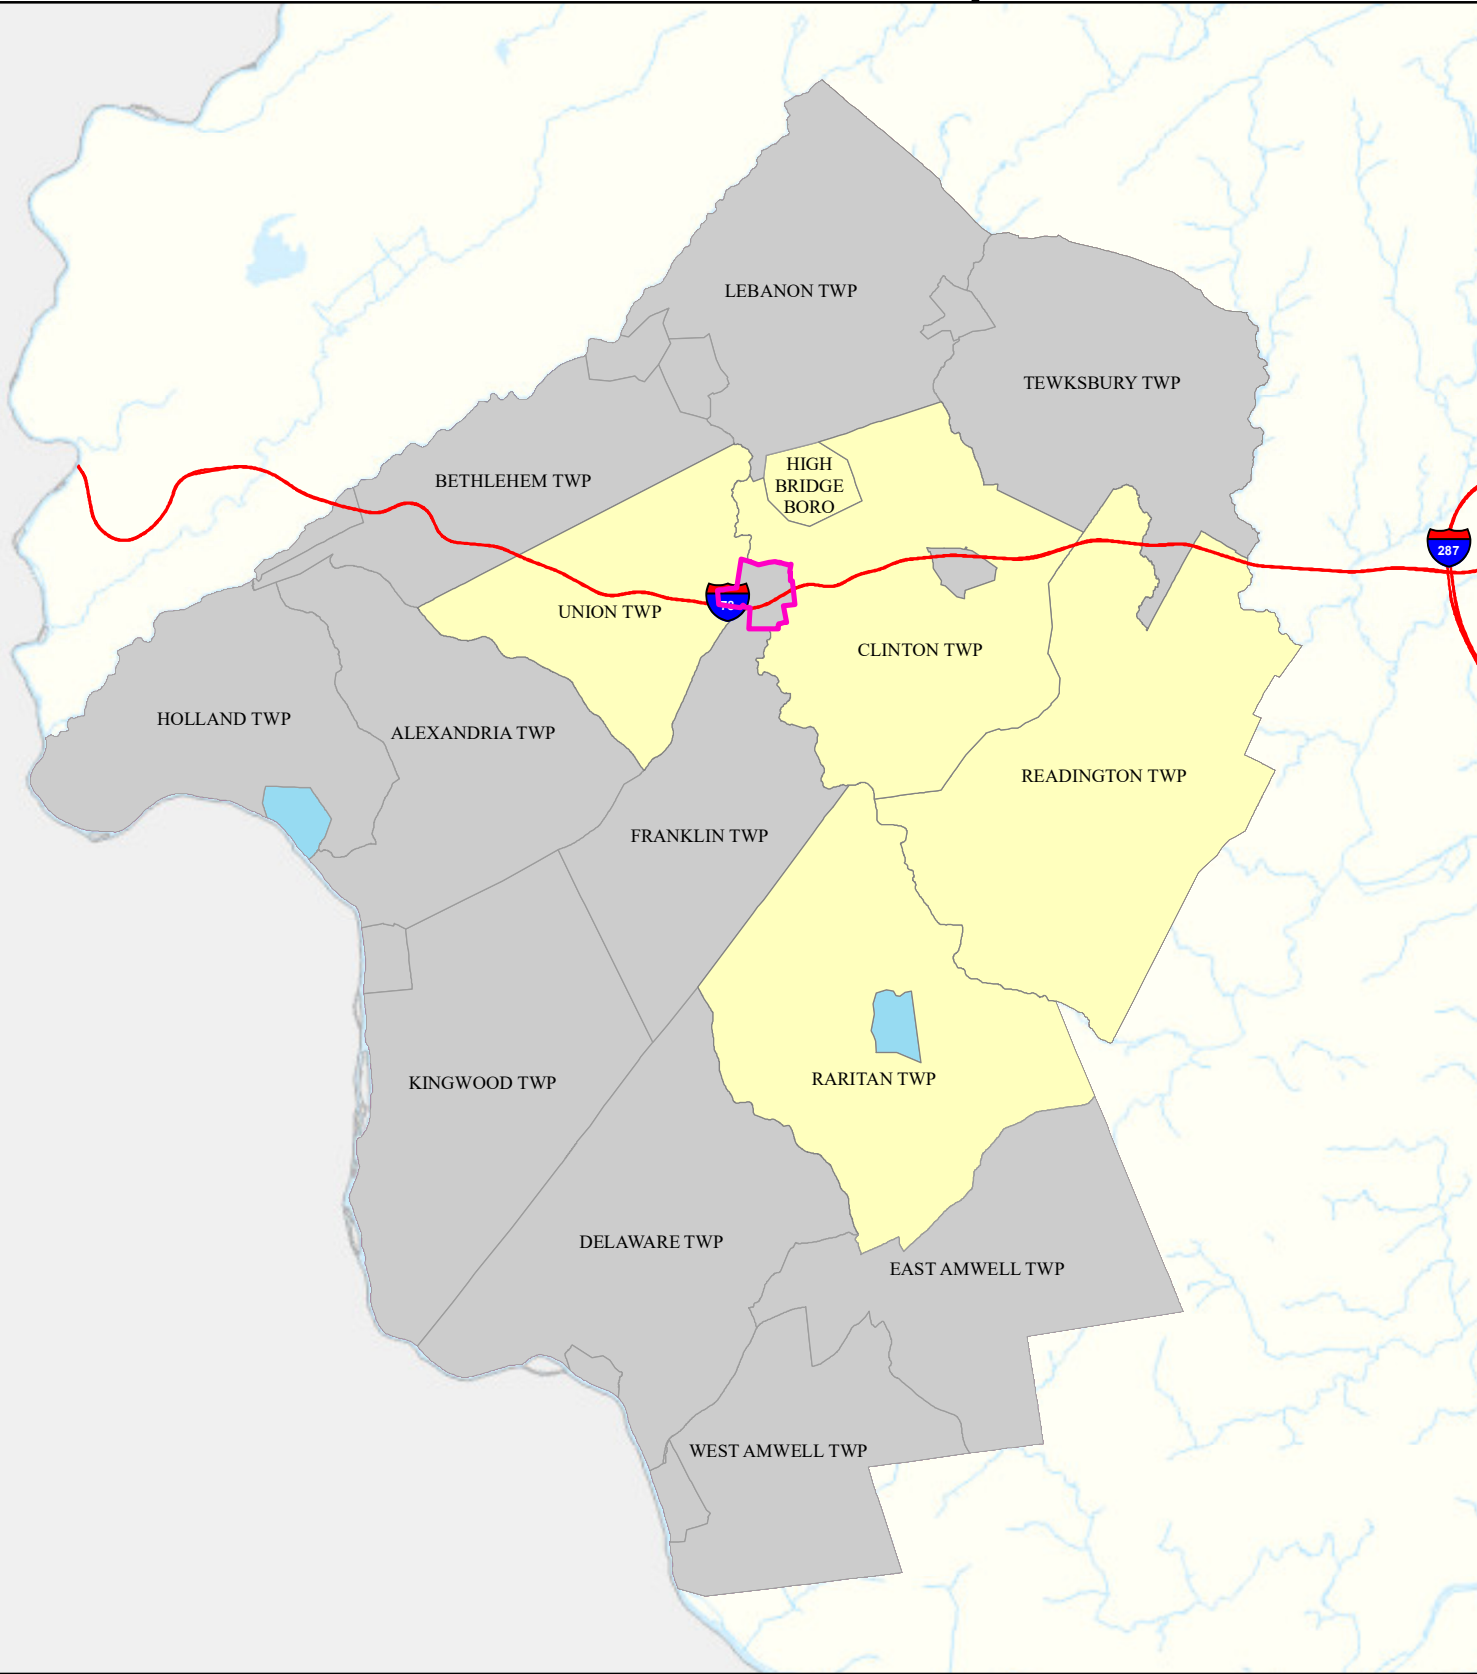 LEBANON TWP
TEWKSBURY TWP
HIGH
BRIDGE
BORO
BETHLEHEM TWP
287
UNION TWP
CLINTON TWP
HOLLAND TWP
ALEXANDRIA TWP
READINGTON TWP
FRANKLIN TWP
KINGWOOD TWP
RARITAN TWP
DELAWARE TWP
EAST AMWELL TWP
WEST AMWELL TWP